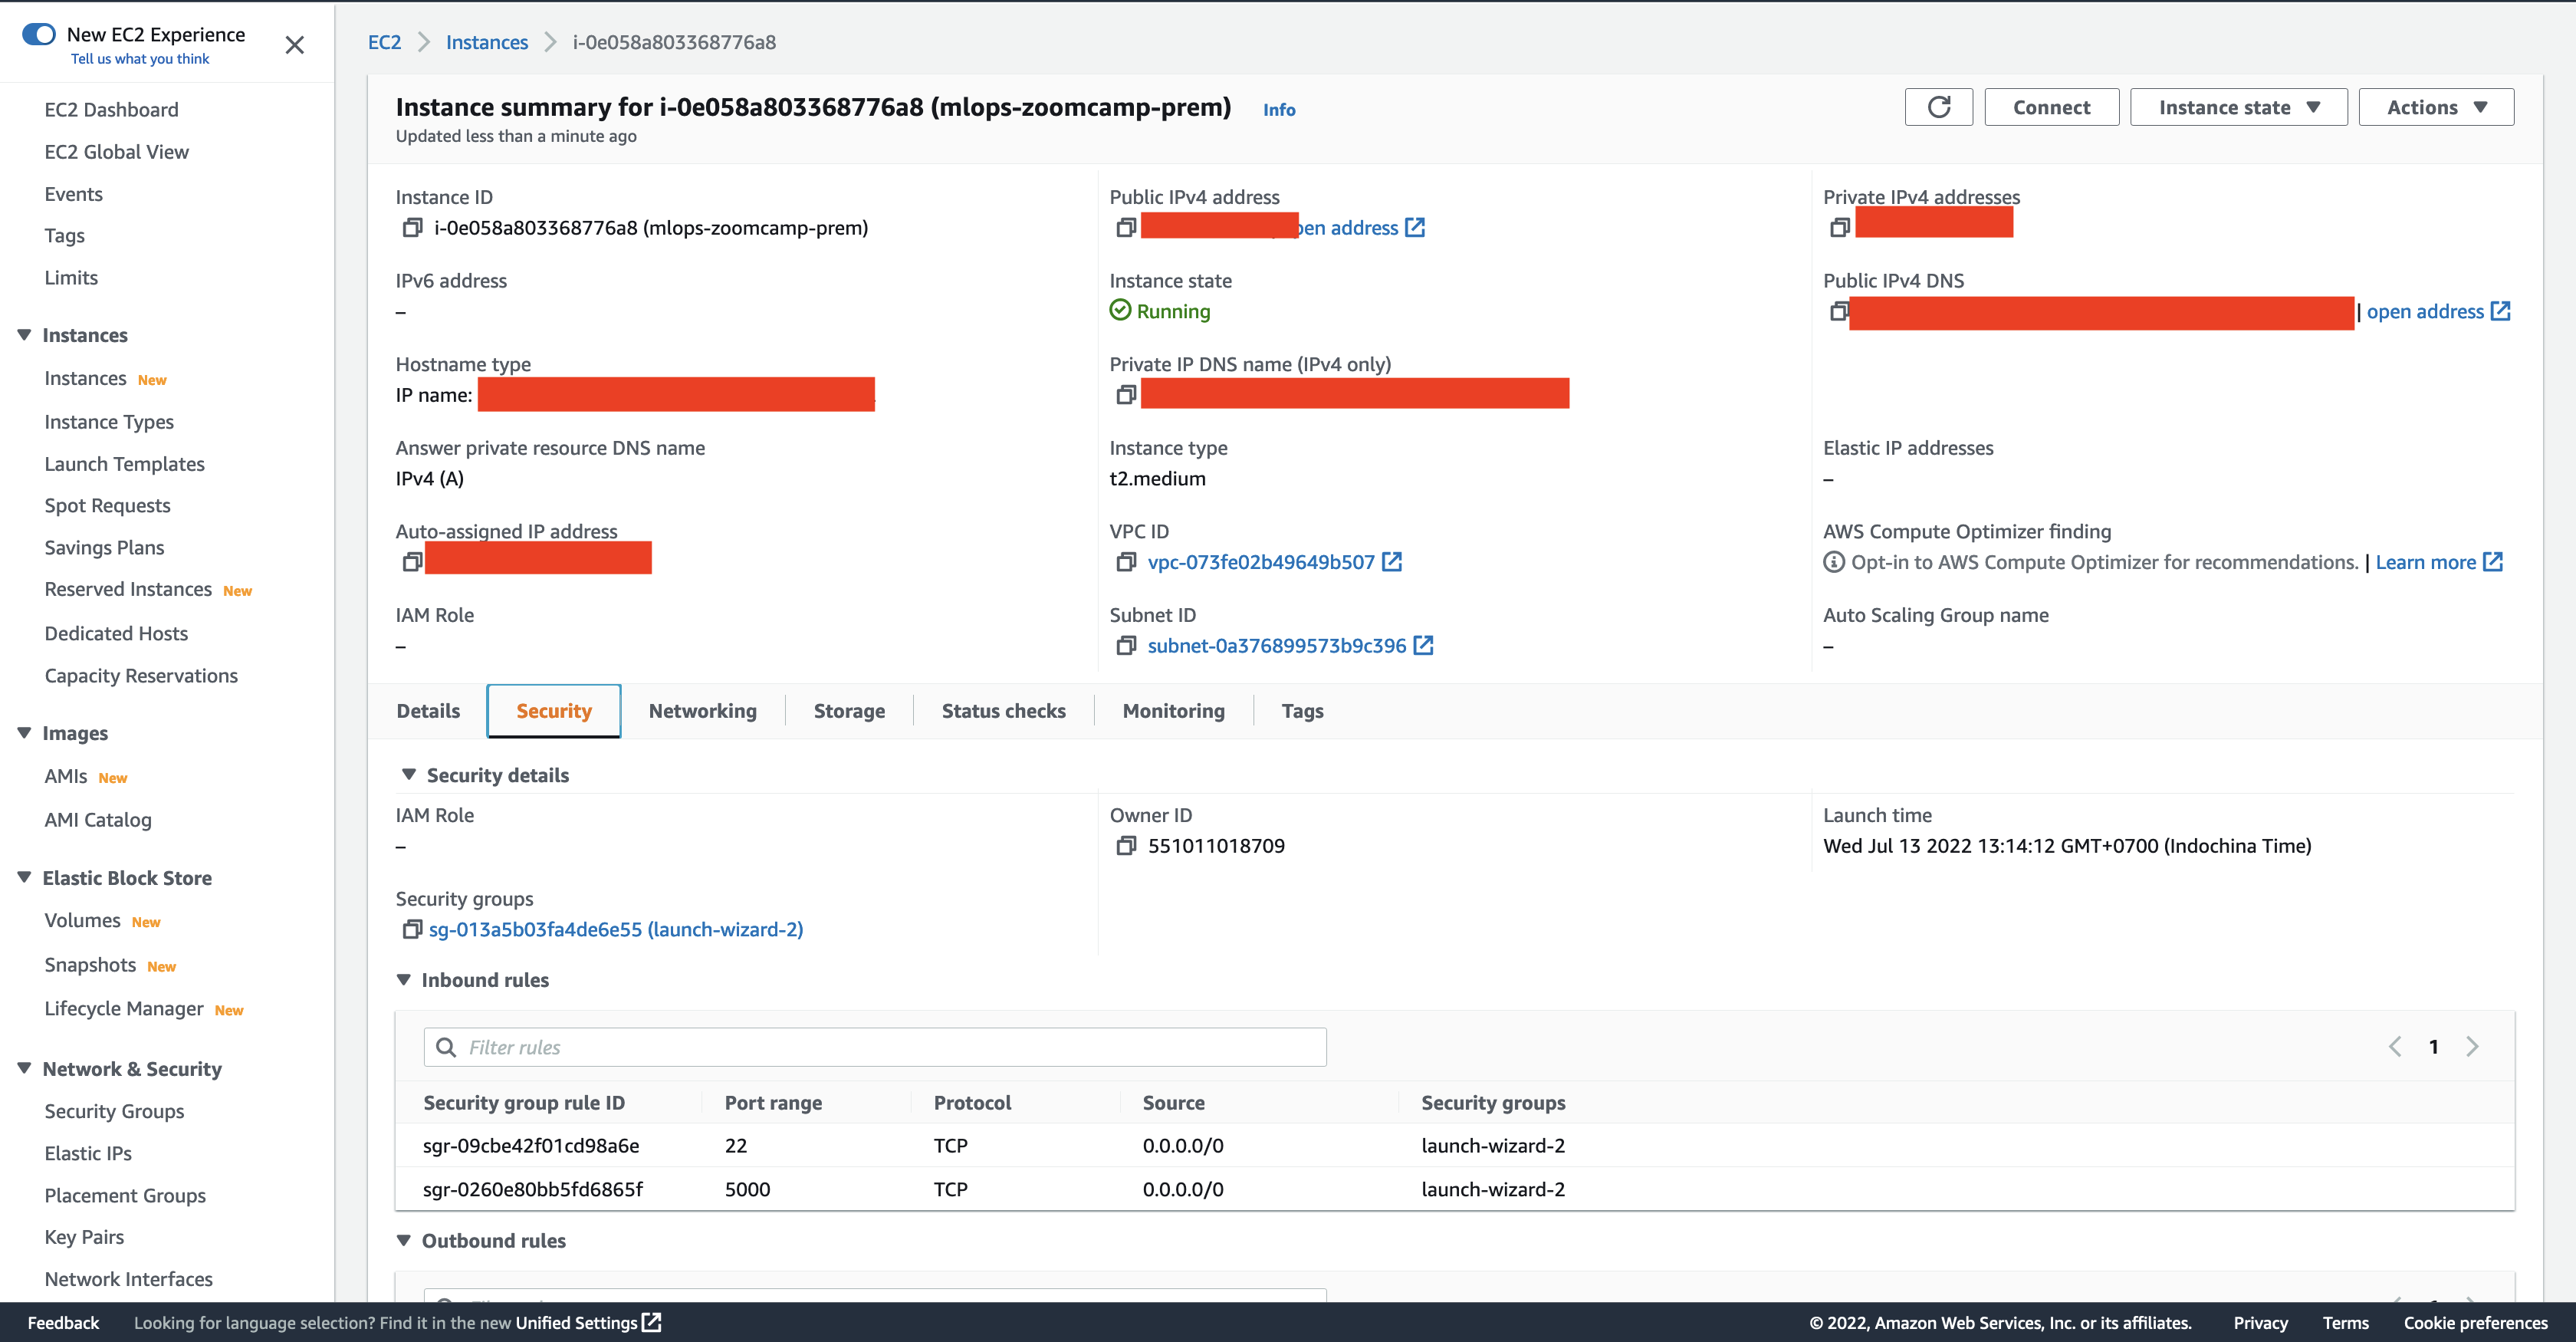 New EC2 Experience
Tell us what you think
EC2 Dashboard
EC2 Global View
Events
Tags
Limits
Instances
Instances New
Instance Types
Launch Templates
Spot Requests
Savings Plans
Reserved Instances New
Dedicated Hosts
Capacity Reservations
Images
AMIs New
AMI Catalog
Elastic Block Store
Volumes New
Snapshots New
Lifecycle Manager New
Network & Security
Security Groups
Elastic IPs
Placement Groups
Key Pairs
Network Interfaces
EC2 Instances i-0e058a803368776a8
Instance summary for i-0e058a803368776a8 (mlops-zoomcamp-prem) Info
Updated less than a minute ago
Connect Instance state Actions
Instance ID
i-0e058a803368776a8 (mlops-zoomcamp-prem)
Public IPv4 address
address
Private IPv4 addresses
IPv6 address
–
Instance state
Running
Public IPv4 DNS
| open address
Hostname type
IP name:
Private IP DNS name (IPv4 only)
Answer private resource DNS name
IPv4 (A)
Instance type
t2.medium
Elastic IP addresses
–
Auto-assigned IP address
VPC ID
vpc-073fe02b49649b507
AWS Compute Optimizer finding
Opt-in to AWS Compute Optimizer for recommendations. | Learn more
IAM Role
–
Subnet ID
subnet-0a376899573b9c396
Auto Scaling Group name
–
Details Security Networking Storage Status checks Monitoring Tags
Security details
IAM Role
–
Owner ID
551011018709
Launch time
Wed Jul 13 2022 13:14:12 GMT+0700 (Indochina Time)
Security groups
sg-013a5b03fa4de6e55 (launch-wizard-2)
Inbound rules
Filter rules
1
Security group rule ID Port range Protocol Source Security groups
sgr-09cbe42f01cd98a6e 22 TCP 0.0.0.0/0 launch-wizard-2
sgr-0260e80bb5fd6865f 5000 TCP 0.0.0.0/0 launch-wizard-2
Outbound rules
Feedback Looking for language selection? Find it in the new Unified Settings
© 2022, Amazon Web Services, Inc. or its affiliates. Privacy Terms Cookie preferences